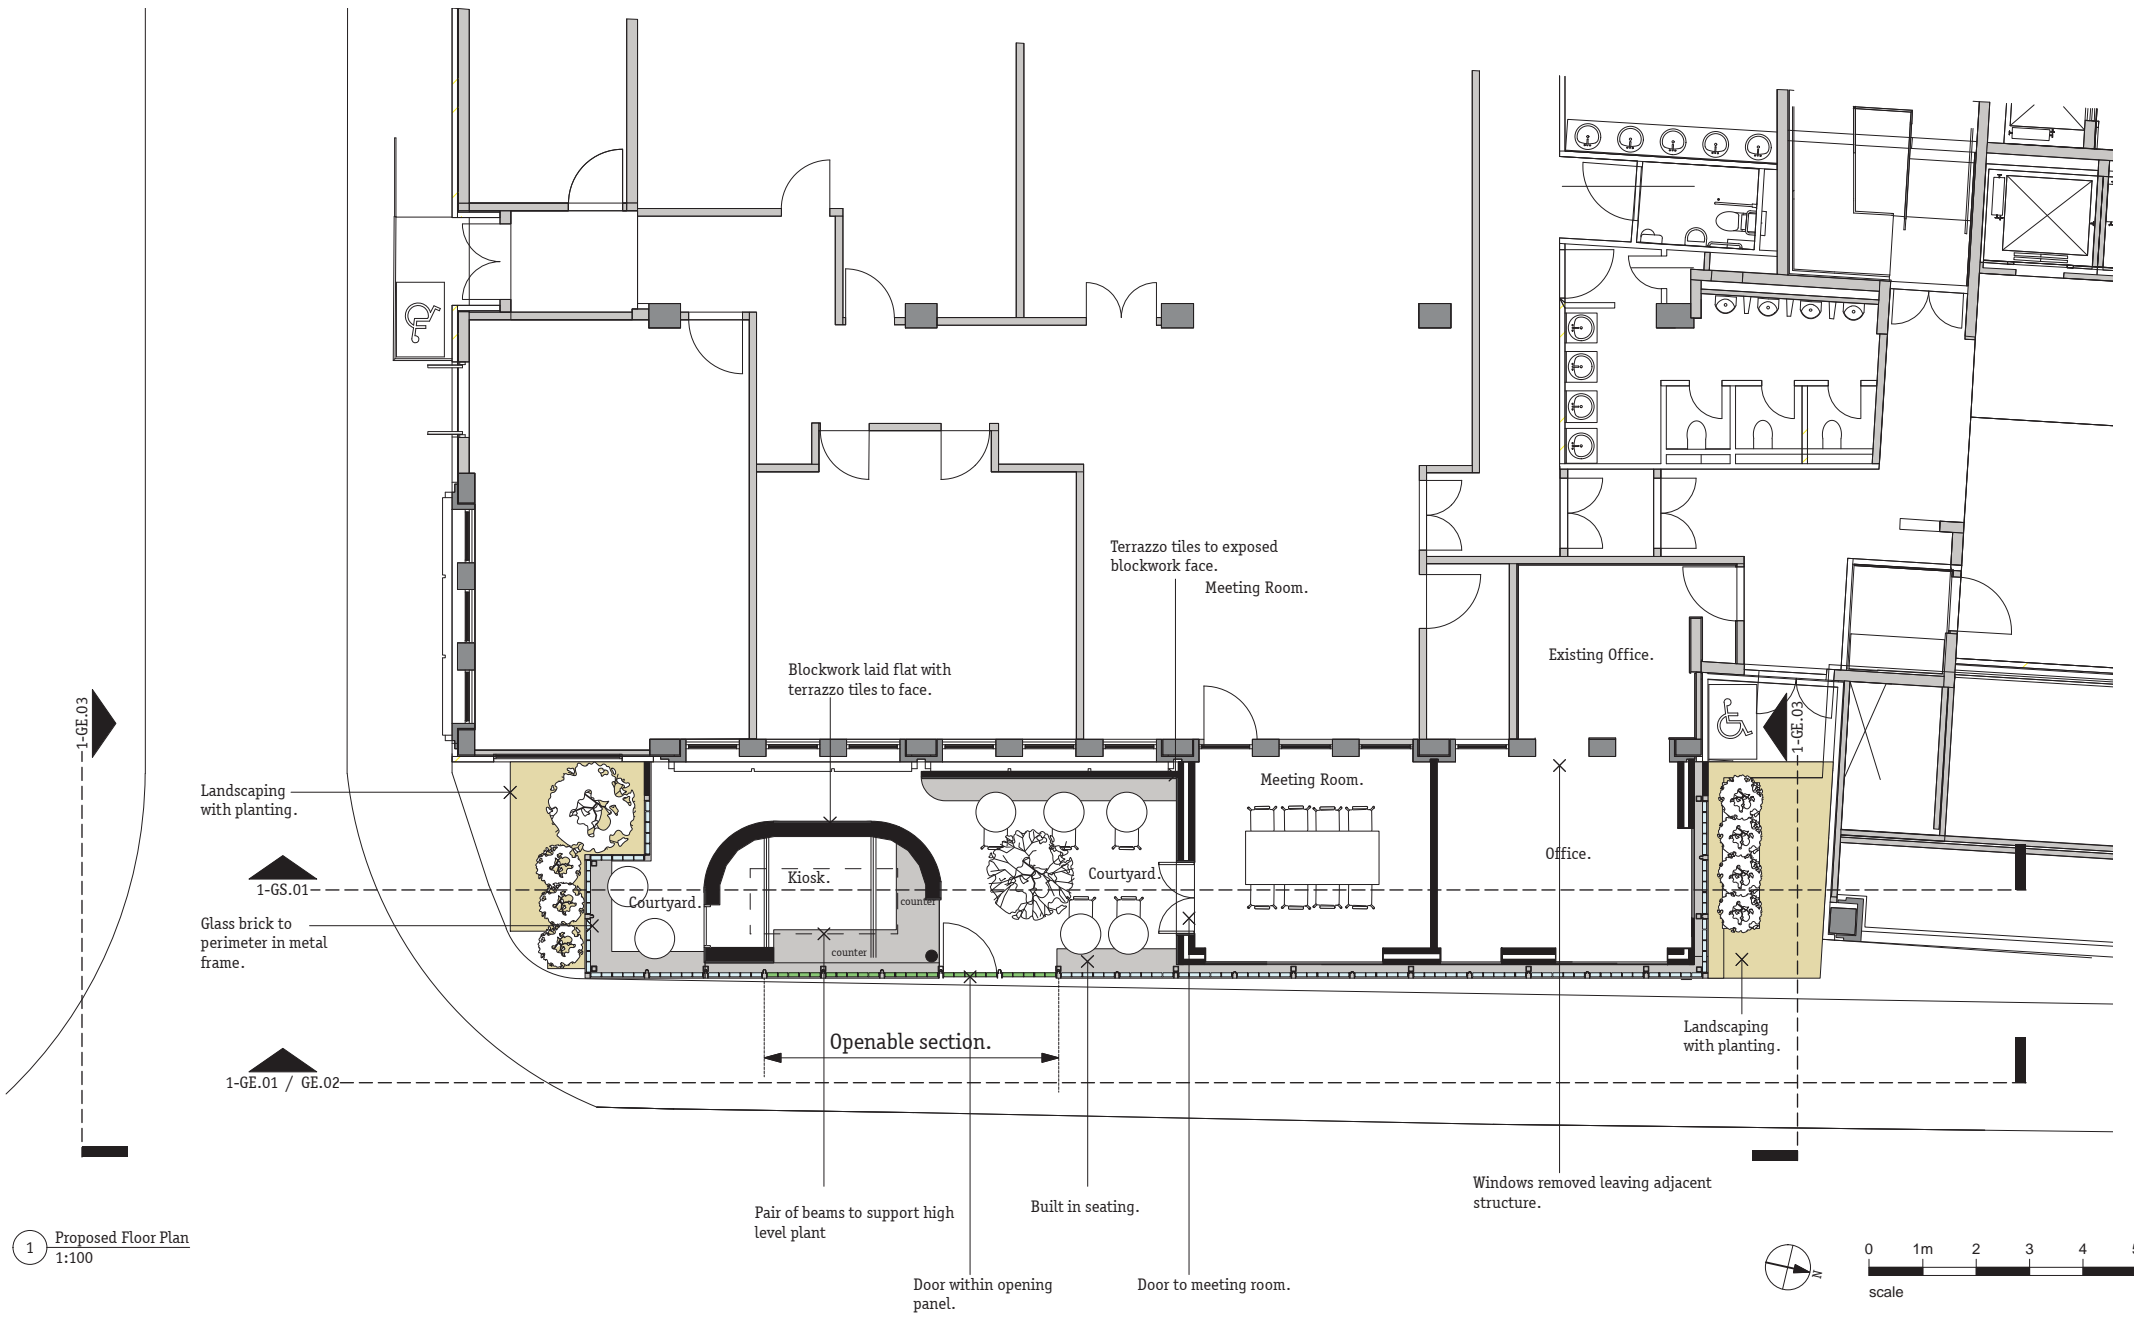 Terrazzo tiles to exposed
blockwork face.
Meeting Room.
Existing Office.
Blockwork laid flat with
terrazzo tiles to face.
1-GE.03
1-GE.03
Landscaping
with planting.
Meeting Room.
Office.
Kiosk.
Courtyard.
1-GS.01
counter
Courtyard.
Glass brick to
perimeter in metal
frame.
counter
Landscaping
with planting.
Openable section.
1-GE.01 / GE.02
Windows removed leaving adjacent
structure.
Built in seating.
Pair of beams to support high
level plant
1
Proposed Floor Plan
1:100
Door within opening
panel.
Door to meeting room.
N
0 1m 2 3 4
scale